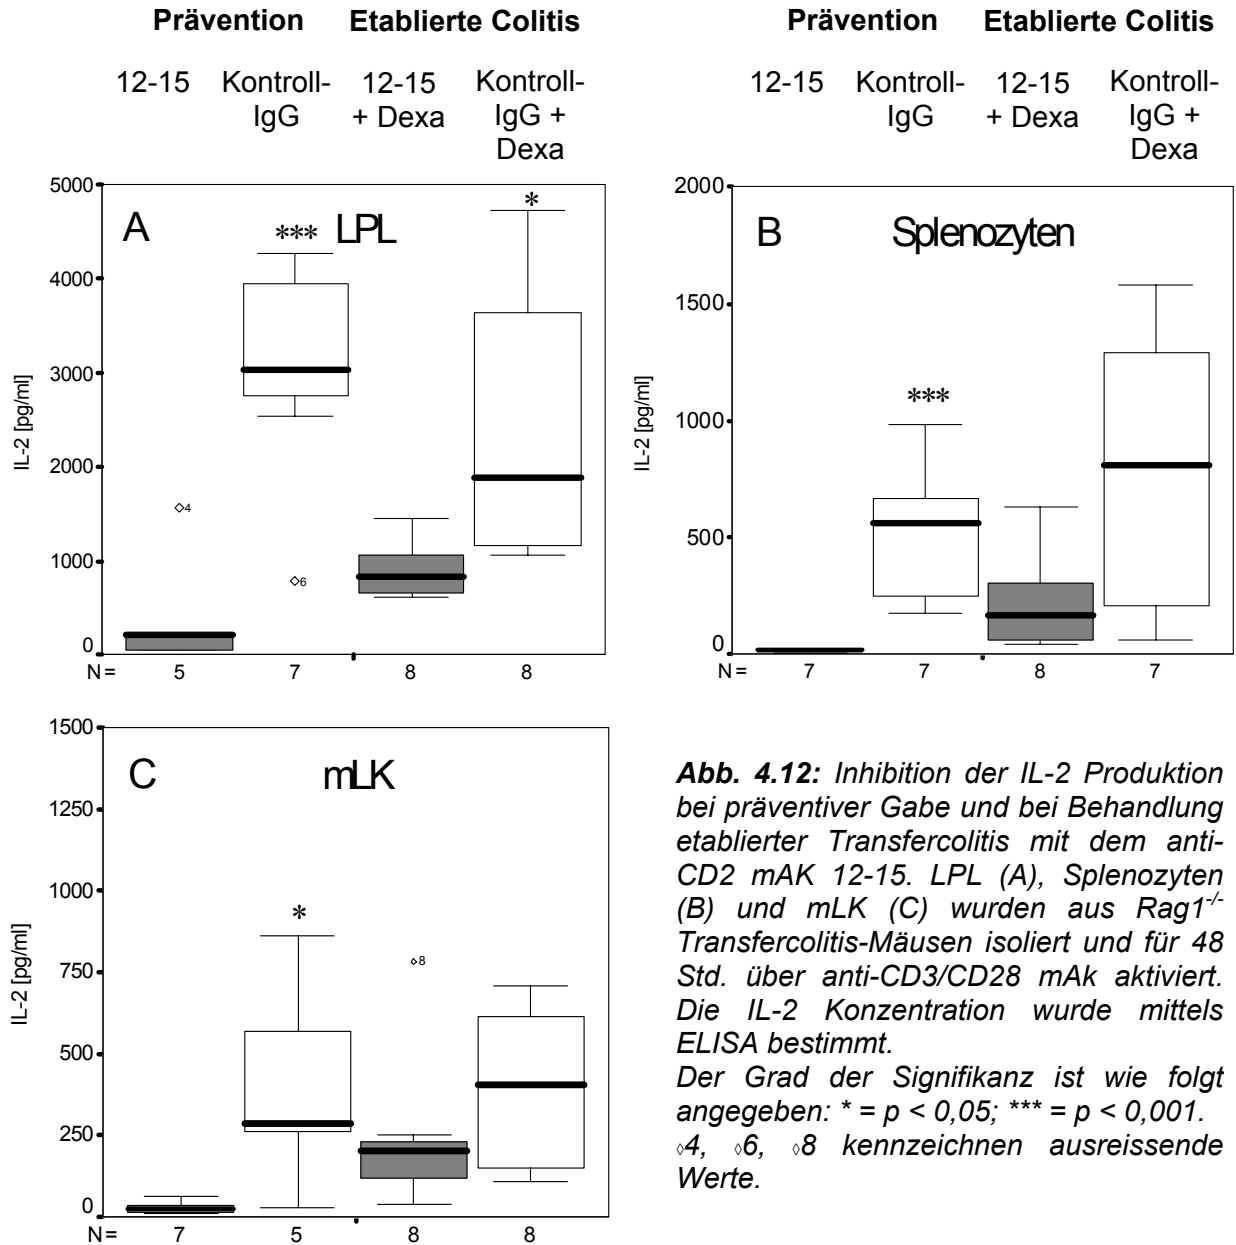 Prävention Etablierte Colitis
12-15 Kontroll-IgG 12-15 + Dexa Kontroll-IgG + Dexa
Prävention Etablierte Colitis
12-15 Kontroll-IgG 12-15 + Dexa Kontroll-IgG + Dexa
A LPL
*** *
IL-2 [pg/ml]
5000
4000
3000
2000
1000
0
4
6
N = 5 7 8 8
B Splenozyten
***
IL-2 [pg/ml]
2000
1500
1000
500
0
N = 7 7 8 7
C mLK
*
IL-2 [pg/ml]
1500
1250
1000
750
500
250
0
8
N = 7 5 8 8
Abb. 4.12: Inhibition der IL-2 Produktion
bei präventiver Gabe und bei Behandlung
etablierter Transfercolitis mit dem anti-
CD2 mAK 12-15. LPL (A), Splenozyten
(B) und mLK (C) wurden aus Rag1-/-
Transfercolitis-Mäusen isoliert und für 48
Std. über anti-CD3/CD28 mAk aktiviert.
Die IL-2 Konzentration wurde mittels
ELISA bestimmt.
Der Grad der Signifikanz ist wie folgt
angegeben: * = p < 0,05; *** = p < 0,001.
◊4, ◊6, ◊8 kennzeichnen ausreissende
Werte.